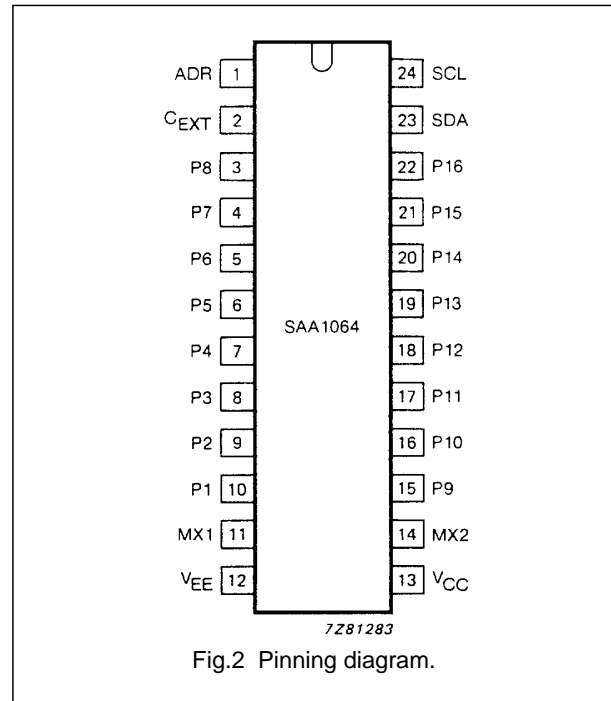 ADR 1 24 SCL
CEXT 2 23 SDA
P8 3 22 P16
P7 4 21 P15
P6 5 20 P14
P5 6 19 P13
SAA1064
P4 7 18 P12
P3 8 17 P11
P2 9 16 P10
P1 10 15 P9
MX1 11 14 MX2
VEE 12 13 VCC
7Z81283
Fig.2 Pinning diagram.